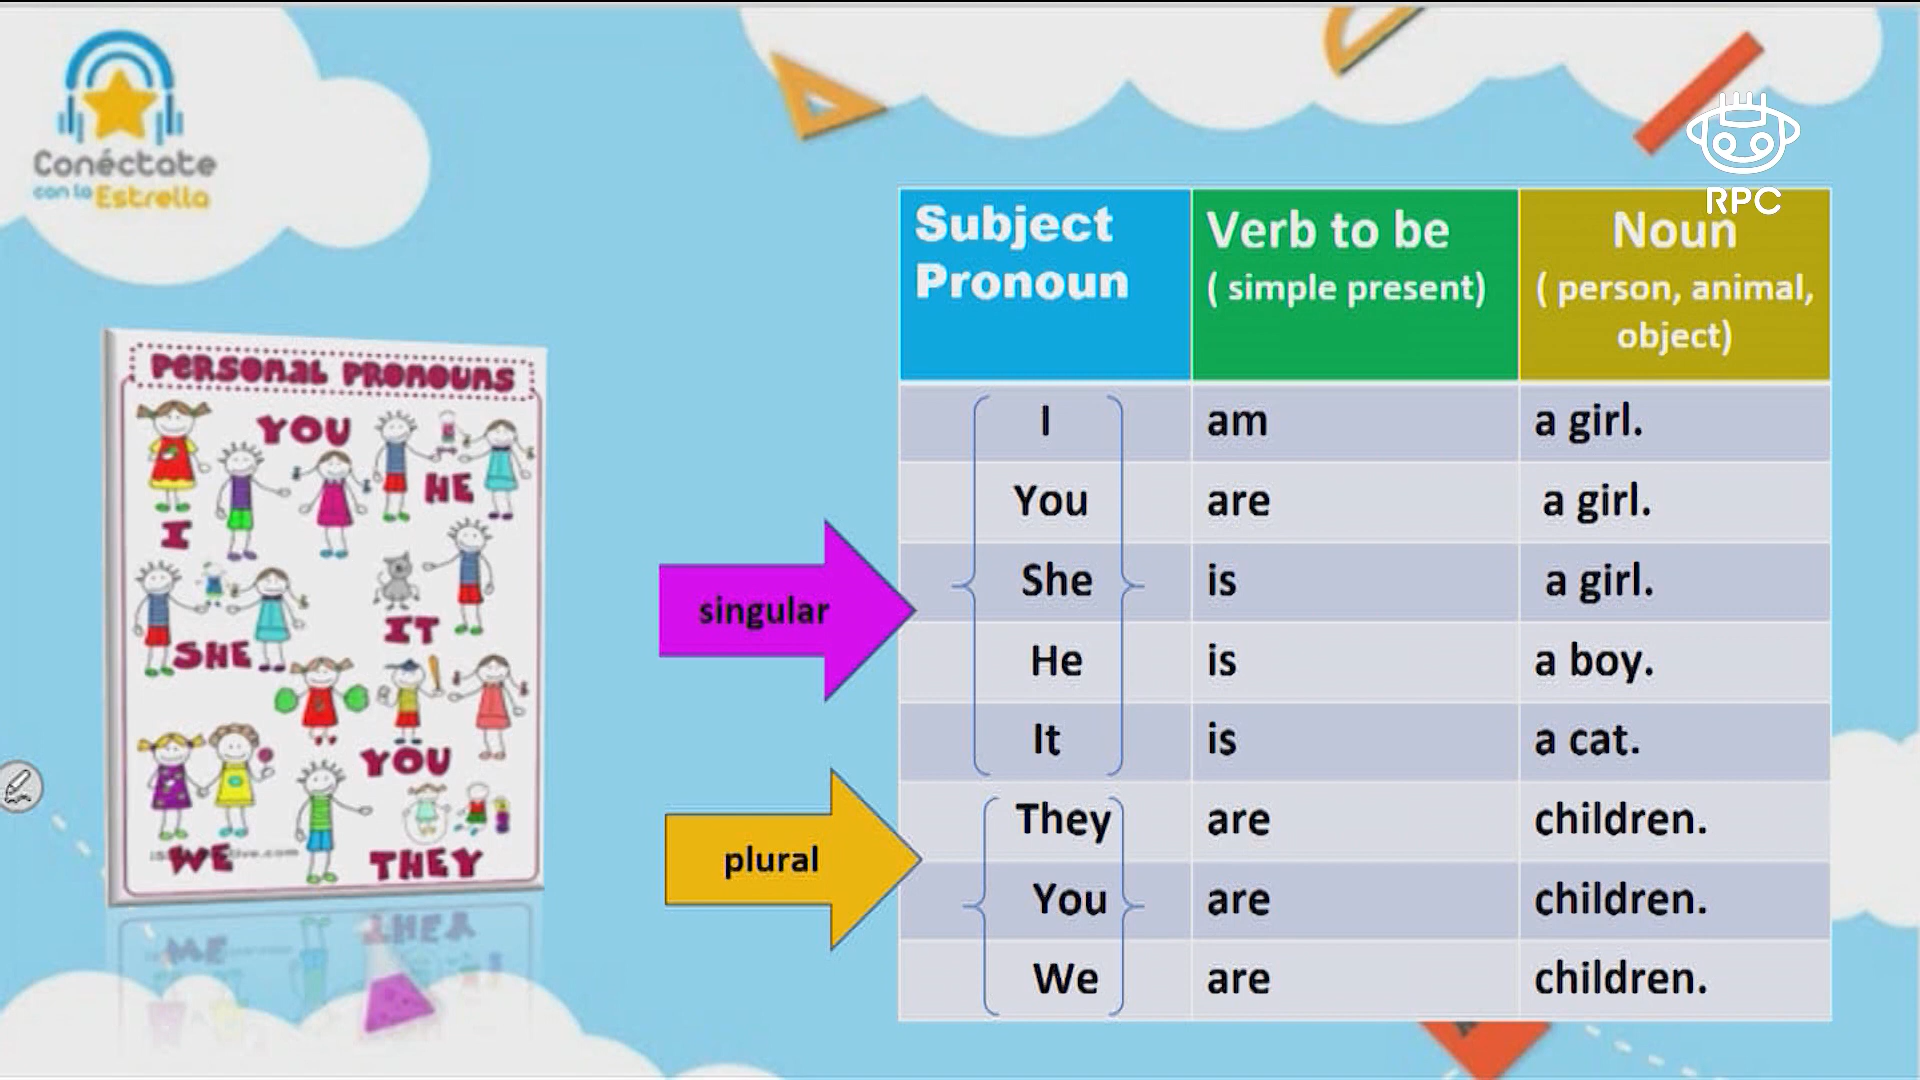 Conéctate
con la Estrella
RPC
PERSONAL PRONOUNS
YOU
HE
I
IT
SHE
YOU
WE
THEY
singular
plural
Subject Pronoun
Verb to be
( simple present)
Noun
( person, animal,
object)
I am a girl.
You are a girl.
She is a girl.
He is a boy.
It is a cat.
They are children.
You are children.
We are children.